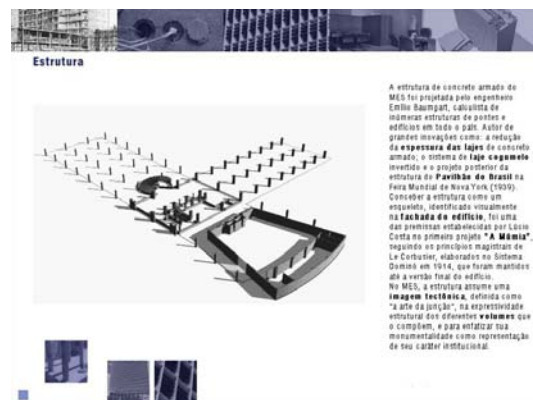 Estrutura
A estrutura de concreto armado do
MES foi projetada pelo engenheiro
Emílio Baumgart, calculista de
inúmeras estruturas de pontes e
edifícios em todo o país. Autor de
grandes inovações como: a redução
da espessura das lajes de concreto
armado; o sistema de laje cogumelo
invertido e o projeto posterior da
estrutura do Pavilhão do Brasil na
Feira Mundial de Nova York (1939).
Conceber a estrutura como um
esqueleto, identificado visualmente
na fachada do edifício, foi uma
das premissas estabelecidas por Lúcio
Costa no primeiro projeto "A Múmia",
seguindo os princípios magistrais de
Le Corbusier, elaborados no Sistema
Dominó em 1914, que foram mantidos
até a versão final do edifício.
No MES, a estrutura assume uma
imagem tectônica, definida como
"a arte da junção", na expressividade
estrutural dos diferentes volumes que
o compõem, e para enfatizar sua
monumentalidade como representação
de seu caráter institucional.